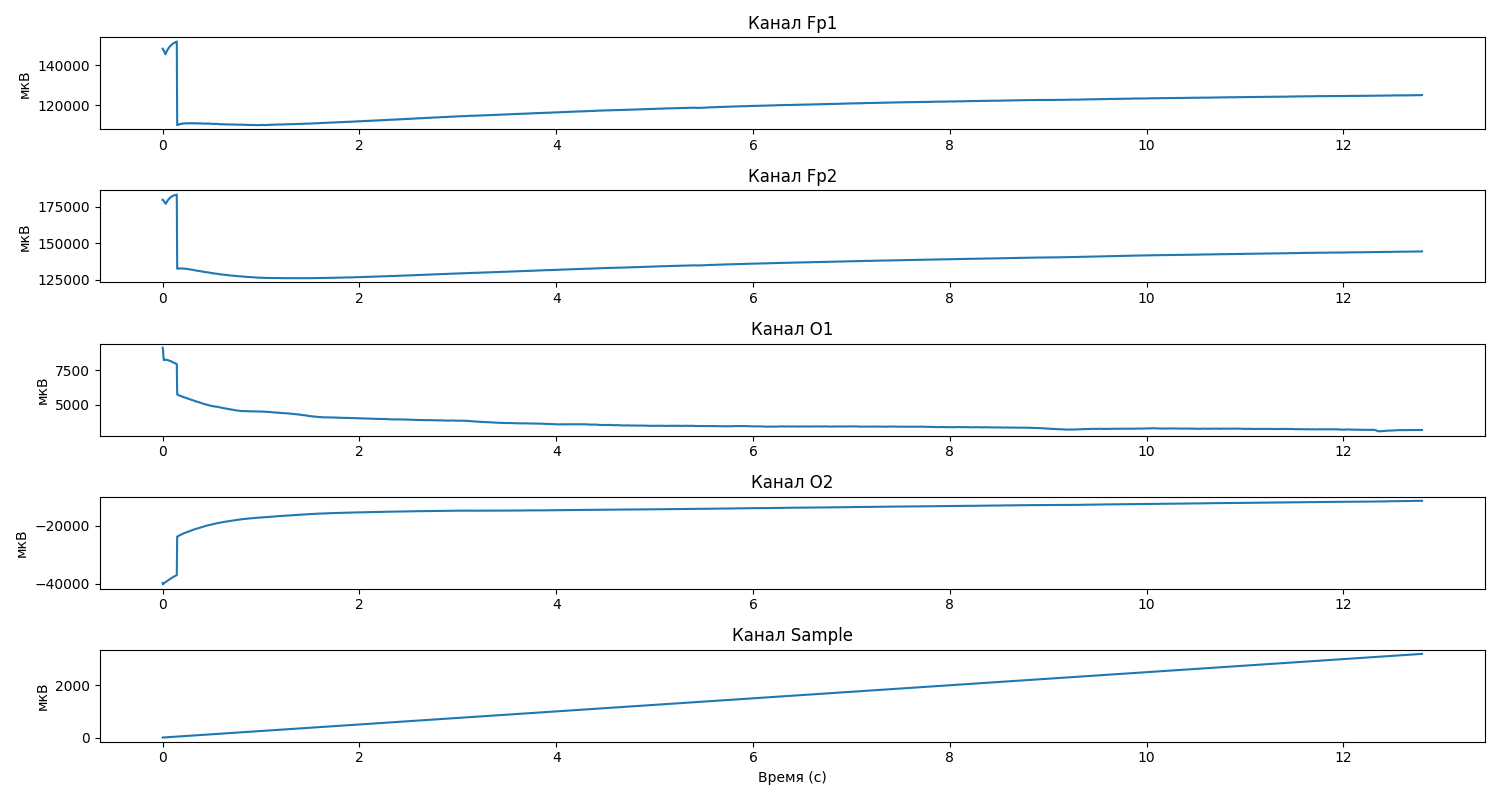 Канал Fp1
мкВ
140000
120000
0 2 4 6 8 10 12
Канал Fp2
мкВ
175000
150000
125000
0 2 4 6 8 10 12
Канал O1
мкВ
7500
5000
0 2 4 6 8 10 12
Канал O2
мкВ
−20000
−40000
0 2 4 6 8 10 12
Канал Sample
мкВ
2000
0
0 2 4 6 8 10 12
Время (с)